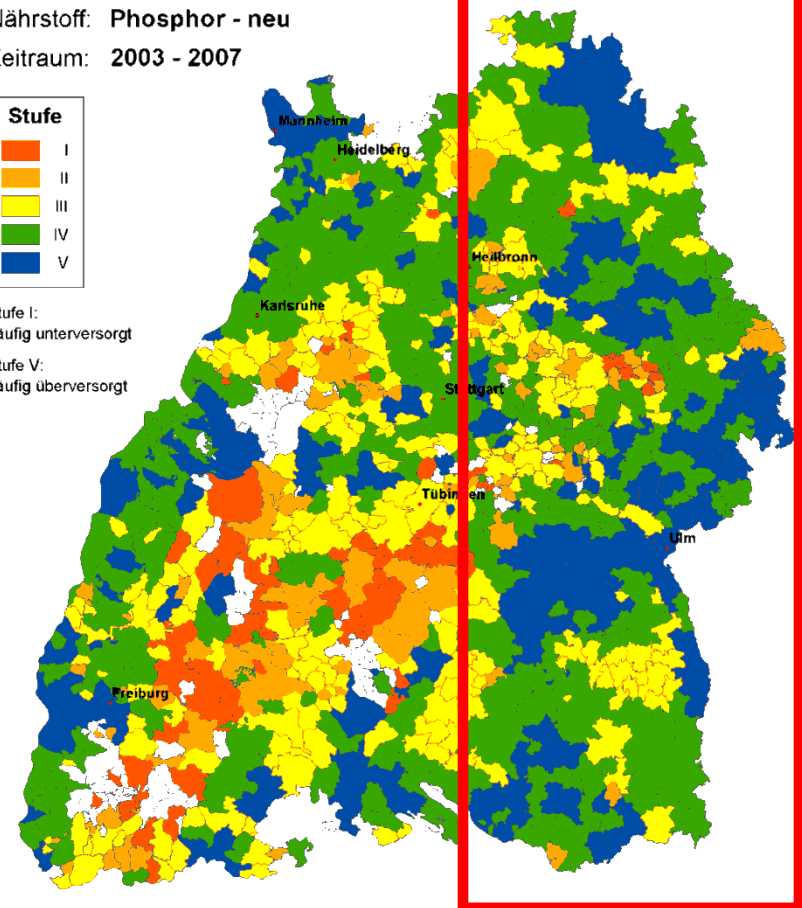 ährstoff: Phosphor - neu
eitraum: 2003 - 2007
Stufe
I
II
III
IV
V
tufe I:
äufig unterversorgt
tufe V:
äufig überversorgt
Mannheim
Heidelberg
Heilbronn
Karlsruhe
Stuttgart
Tübingen
Ulm
Freiburg